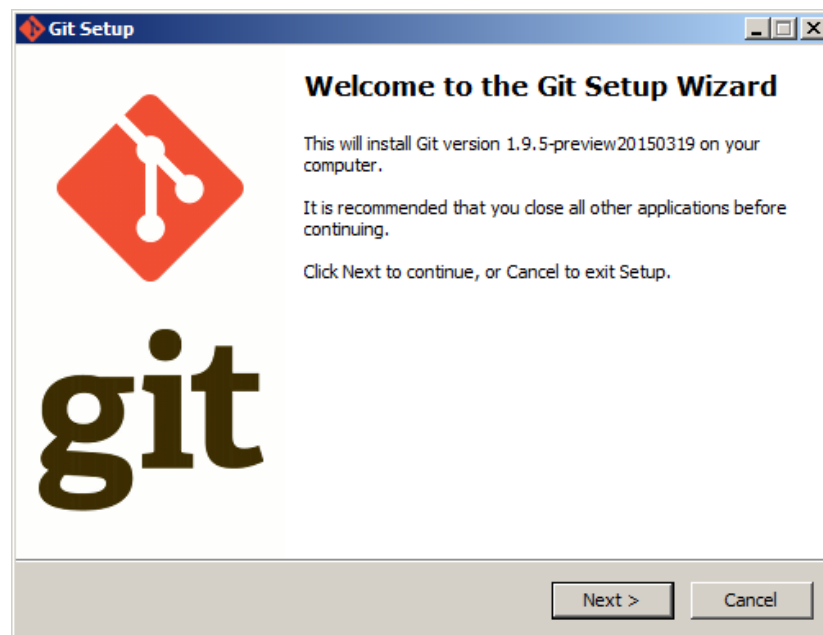 Git Setup
Welcome to the Git Setup Wizard
This will install Git version 1.9.5-preview20150319 on your
computer.
It is recommended that you close all other applications before
continuing.
Click Next to continue, or Cancel to exit Setup.
git
Next >
Cancel